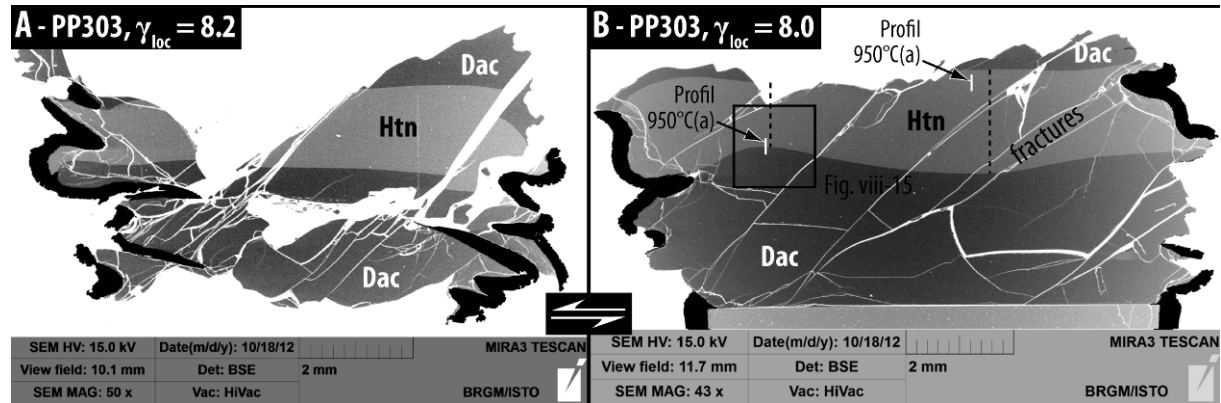 A - PP303, γloc = 8.2
Dac
Htn
Dac
SEM HV: 15.0 kV
Date(m/d/y): 10/18/12
MIRA3 TESCAN
View field: 10.1 mm
Det: BSE
2 mm
SEM MAG: 50 x
Vac: HiVac
BRGM/ISTO
B - PP303, γloc = 8.0
Profil
950°C(a)
Dac
Profil
950°C(a)
Htn
fractures
Fig. viii-15.
Dac
SEM HV: 15.0 kV
Date(m/d/y): 10/18/12
MIRA3 TESCAN
View field: 11.7 mm
Det: BSE
2 mm
SEM MAG: 43 x
Vac: HiVac
BRGM/ISTO